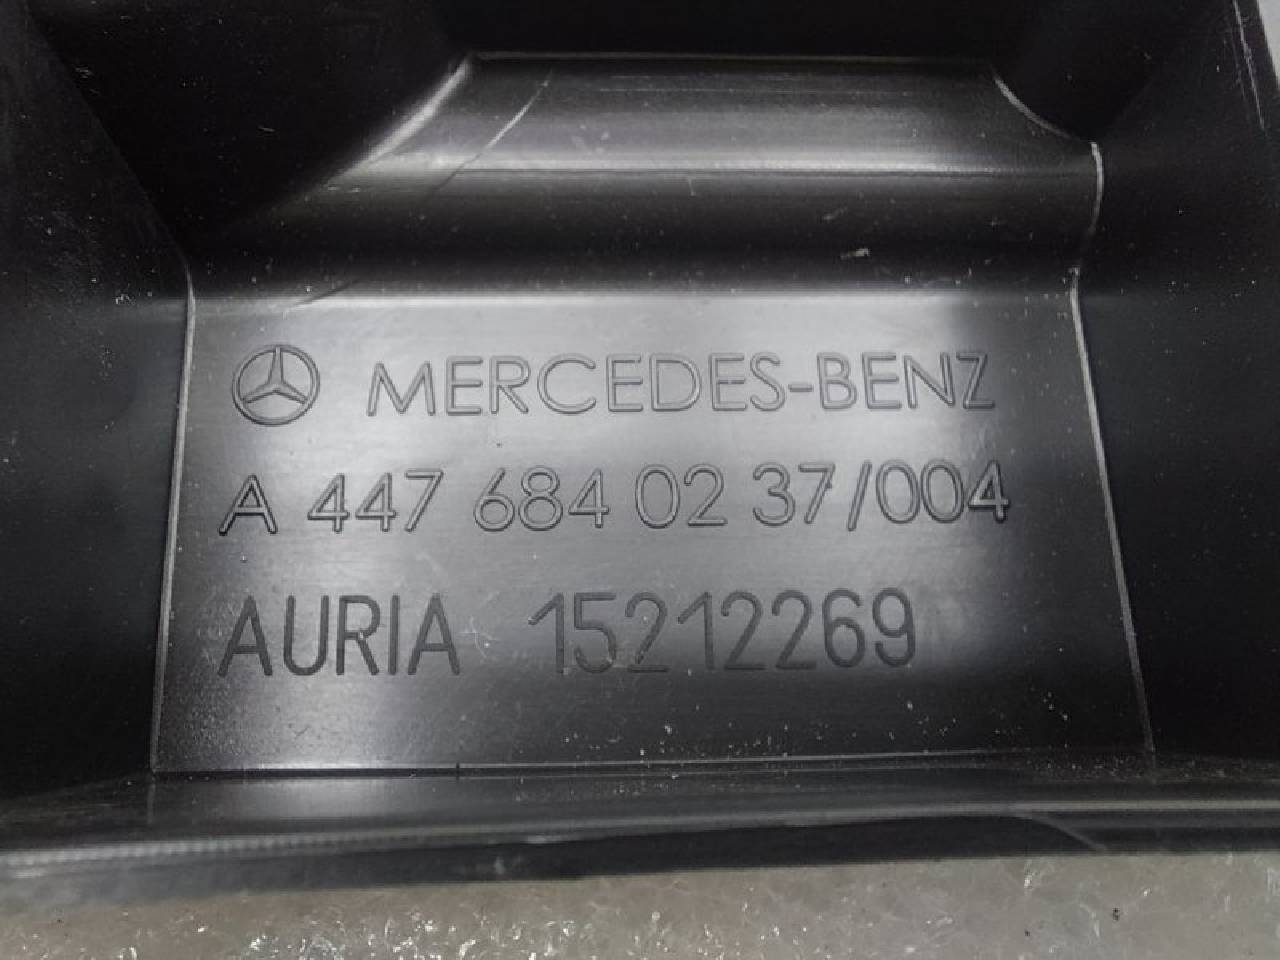 MERCEDES-BENZ
A 447 684 02 37/004
AURIA 15212269